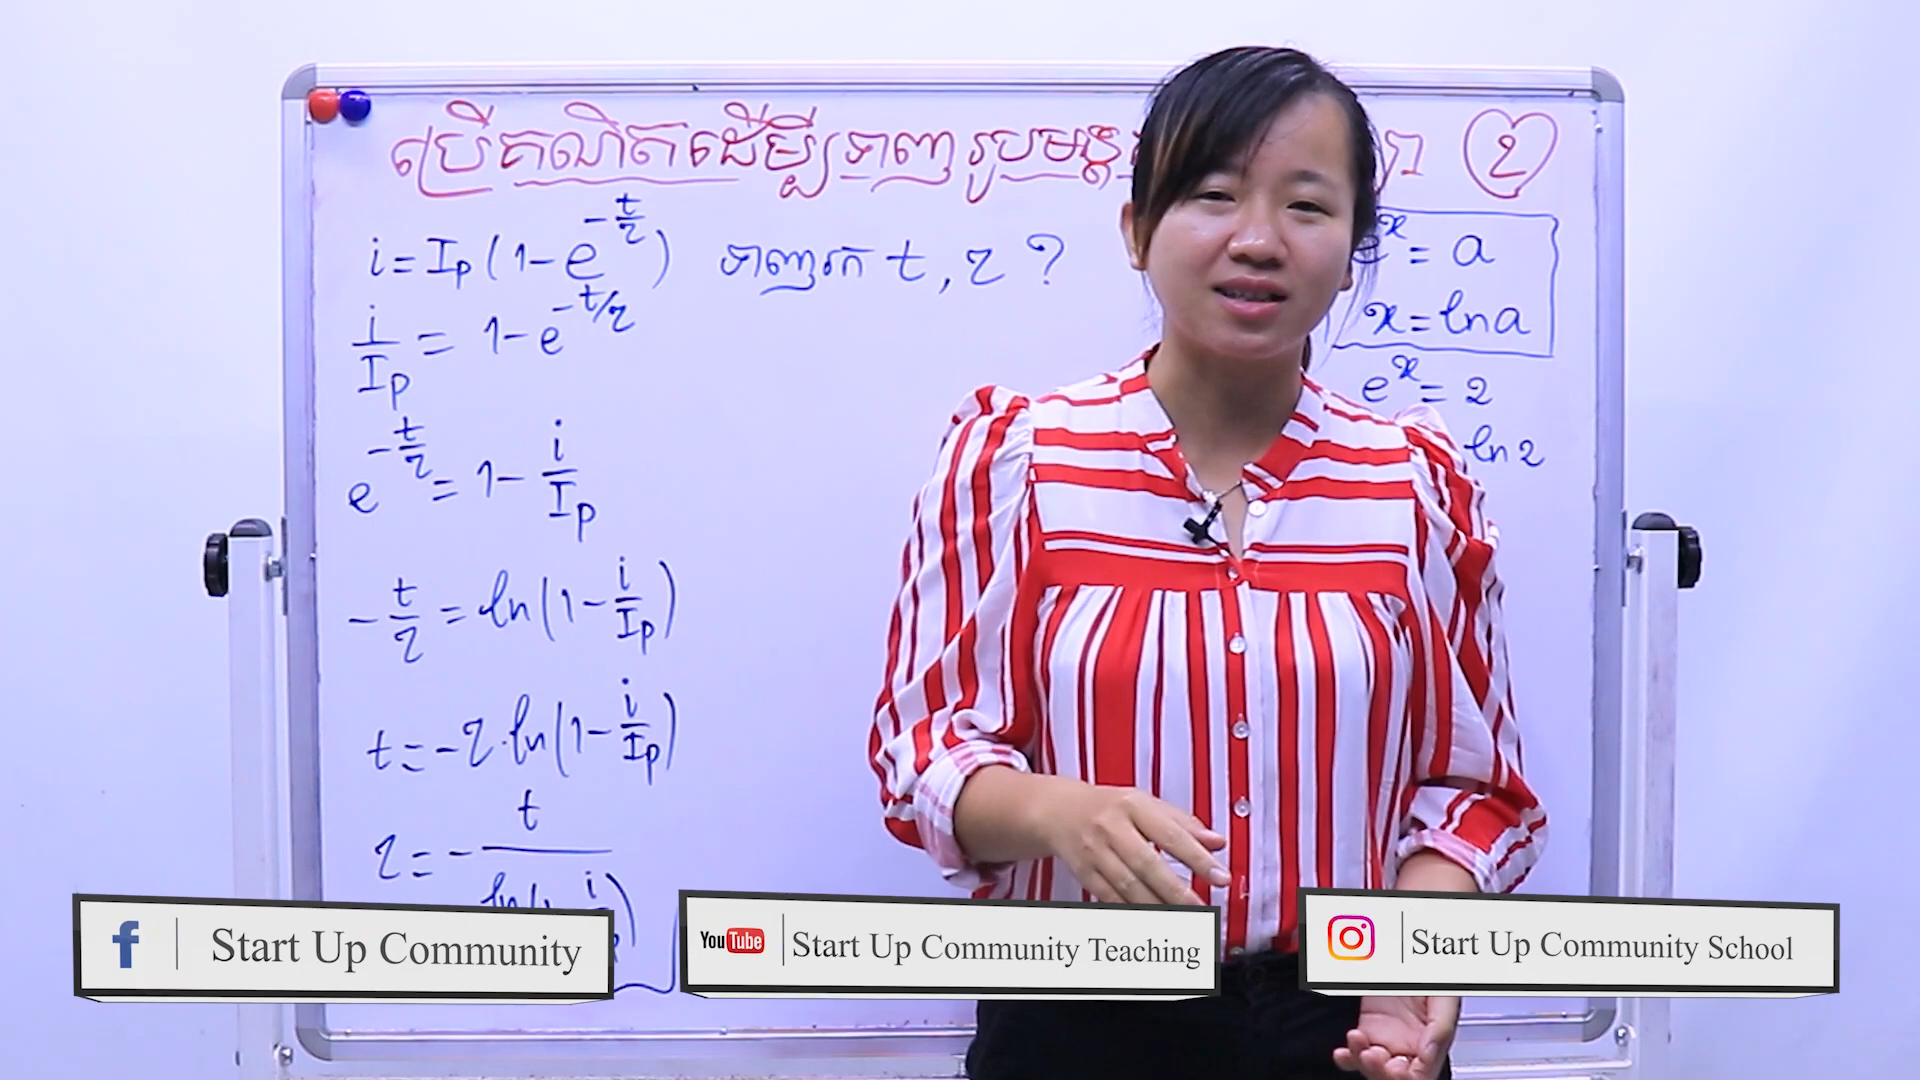 ប្រើគណិតដើម្បីទាញរូបមន្ត
2
i = Ip(1-e^{-t/τ}) ទាញរក t, τ ?
i/Ip = 1-e^{-t/τ}
e^{-t/τ} = 1 - i/Ip
-t/τ = ln(1 - i/Ip)
t = -τ.ln(1 - i/Ip)
τ = - t/
e^x = a
x = ln a
e^x = 2
ln 2
Start Up Community
YouTube Start Up Community Teaching
Start Up Community School